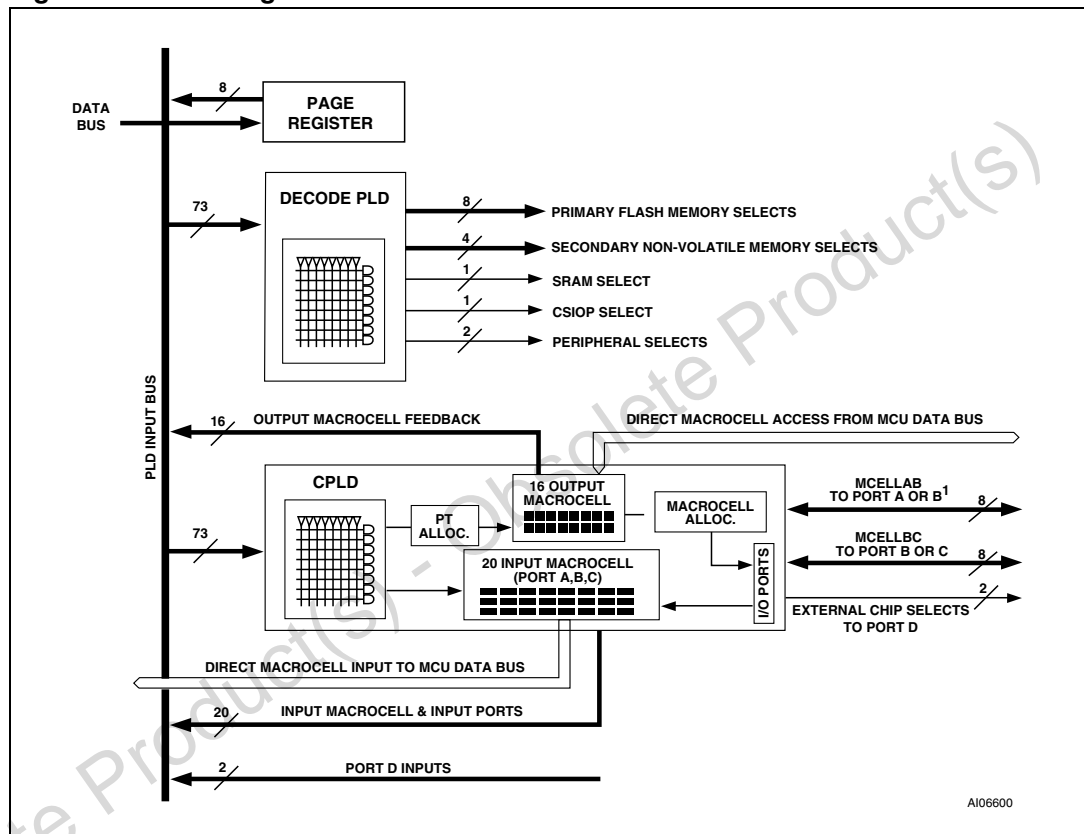 8
DATA
BUS
PAGE
REGISTER
73
DECODE PLD
8
PRIMARY FLASH MEMORY SELECTS
4
SECONDARY NON-VOLATILE MEMORY SELECTS
1
SRAM SELECT
1
CSIOP SELECT
2
PERIPHERAL SELECTS
PLD INPUT BUS
16
OUTPUT MACROCELL FEEDBACK
DIRECT MACROCELL ACCESS FROM MCU DATA BUS
CPLD
73
PT
ALLOC.
16 OUTPUT
MACROCELL
MACROCELL
ALLOC.
20 INPUT MACROCELL
(PORT A,B,C)
I/O PORTS
MCELLAB
TO PORT A OR B1
8
MCELLBC
TO PORT B OR C
8
2
EXTERNAL CHIP SELECTS
TO PORT D
DIRECT MACROCELL INPUT TO MCU DATA BUS
20
INPUT MACROCELL & INPUT PORTS
2
PORT D INPUTS
AI06600
ete Product(s) - Obsolete Product(s)